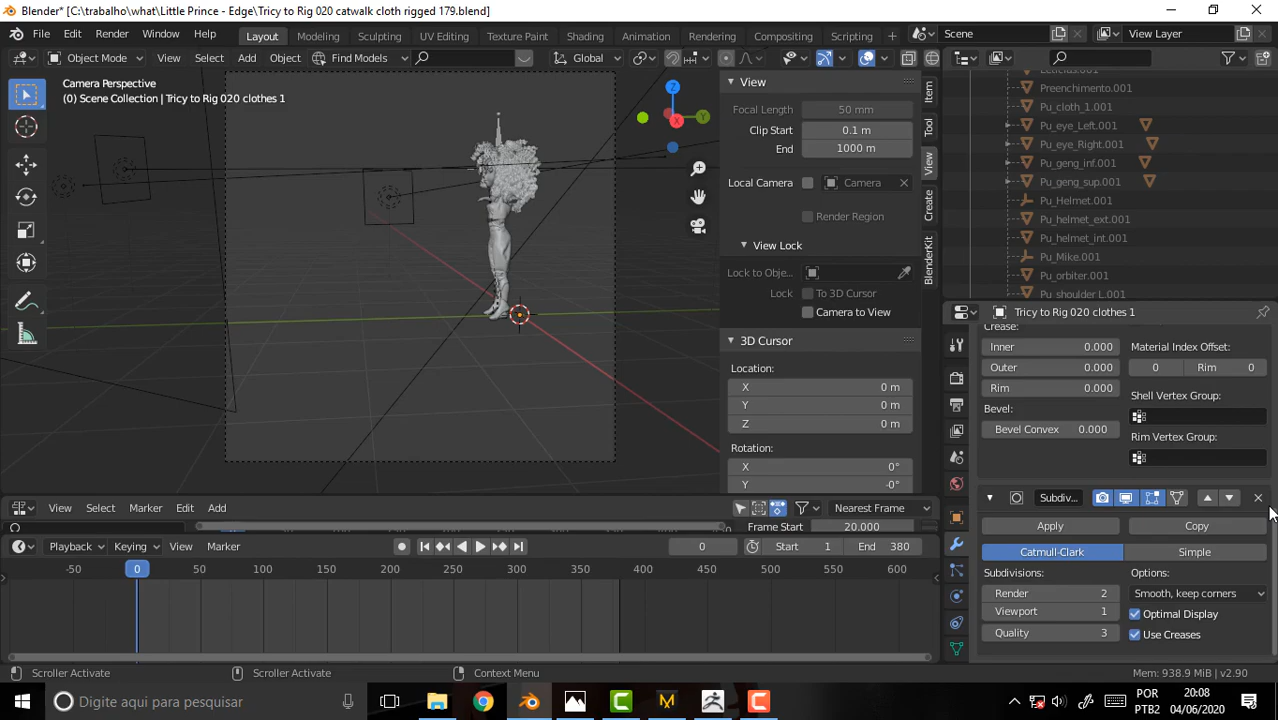 Blender* [C:\trabalho\what\Little Prince - Edge\Tricy to Rig 020 catwalk cloth rigged 179.blend]
File Edit Render Window Help Layout Modeling Sculpting UV Editing Texture Paint Shading Animation Rendering Compositing Scripting + Scene View Layer
Object Mode View Select Add Object Find Models Global
Camera Perspective
(0) Scene Collection | Tricy to Rig 020 clothes 1
Z
Y
X
View
Focal Length 50 mm
Clip Start 0.1 m
End 1000 m
Local Camera Camera
Render Region
View Lock
Lock to Obje...
Lock To 3D Cursor
Camera to View
3D Cursor
Location:
X 0 m
Y 0 m
Z 0 m
Rotation:
X 0°
Y -0°
Item
Tool
View
Create
BlenderKit
Preenchimento.001
Pu_cloth_1.001
Pu_eye_Left.001
Pu_eye_Right.001
Pu_geng_inf.001
Pu_geng_sup.001
Pu_Helmet.001
Pu_helmet_ext.001
Pu_helmet_int.001
Pu_Mike.001
Pu_orbiter.001
Pu_shoulder L.001
Tricy to Rig 020 clothes 1
Crease: Material Index Offset:
Inner 0.000
Outer 0.000 0 Rim 0
Rim 0.000 Shell Vertex Group:
Bevel:
Bevel Convex 0.000 Rim Vertex Group:
Subdiv...
Apply Copy
Catmull-Clark Simple
Subdivisions: Options:
Render 2 Smooth, keep corners
Viewport 1 Optimal Display
Quality 3 Use Creases
View Select Marker Edit Add Nearest Frame
Frame Start 20.000
Playback Keying View Marker 0 Start 1 End 380
-50 0 50 100 150 200 250 300 350 400 450 500 550 600
Scroller Activate Scroller Activate Context Menu Mem: 938.9 MiB | v2.90
Digite aqui para pesquisar
POR
PTB2
20:08
04/06/2020